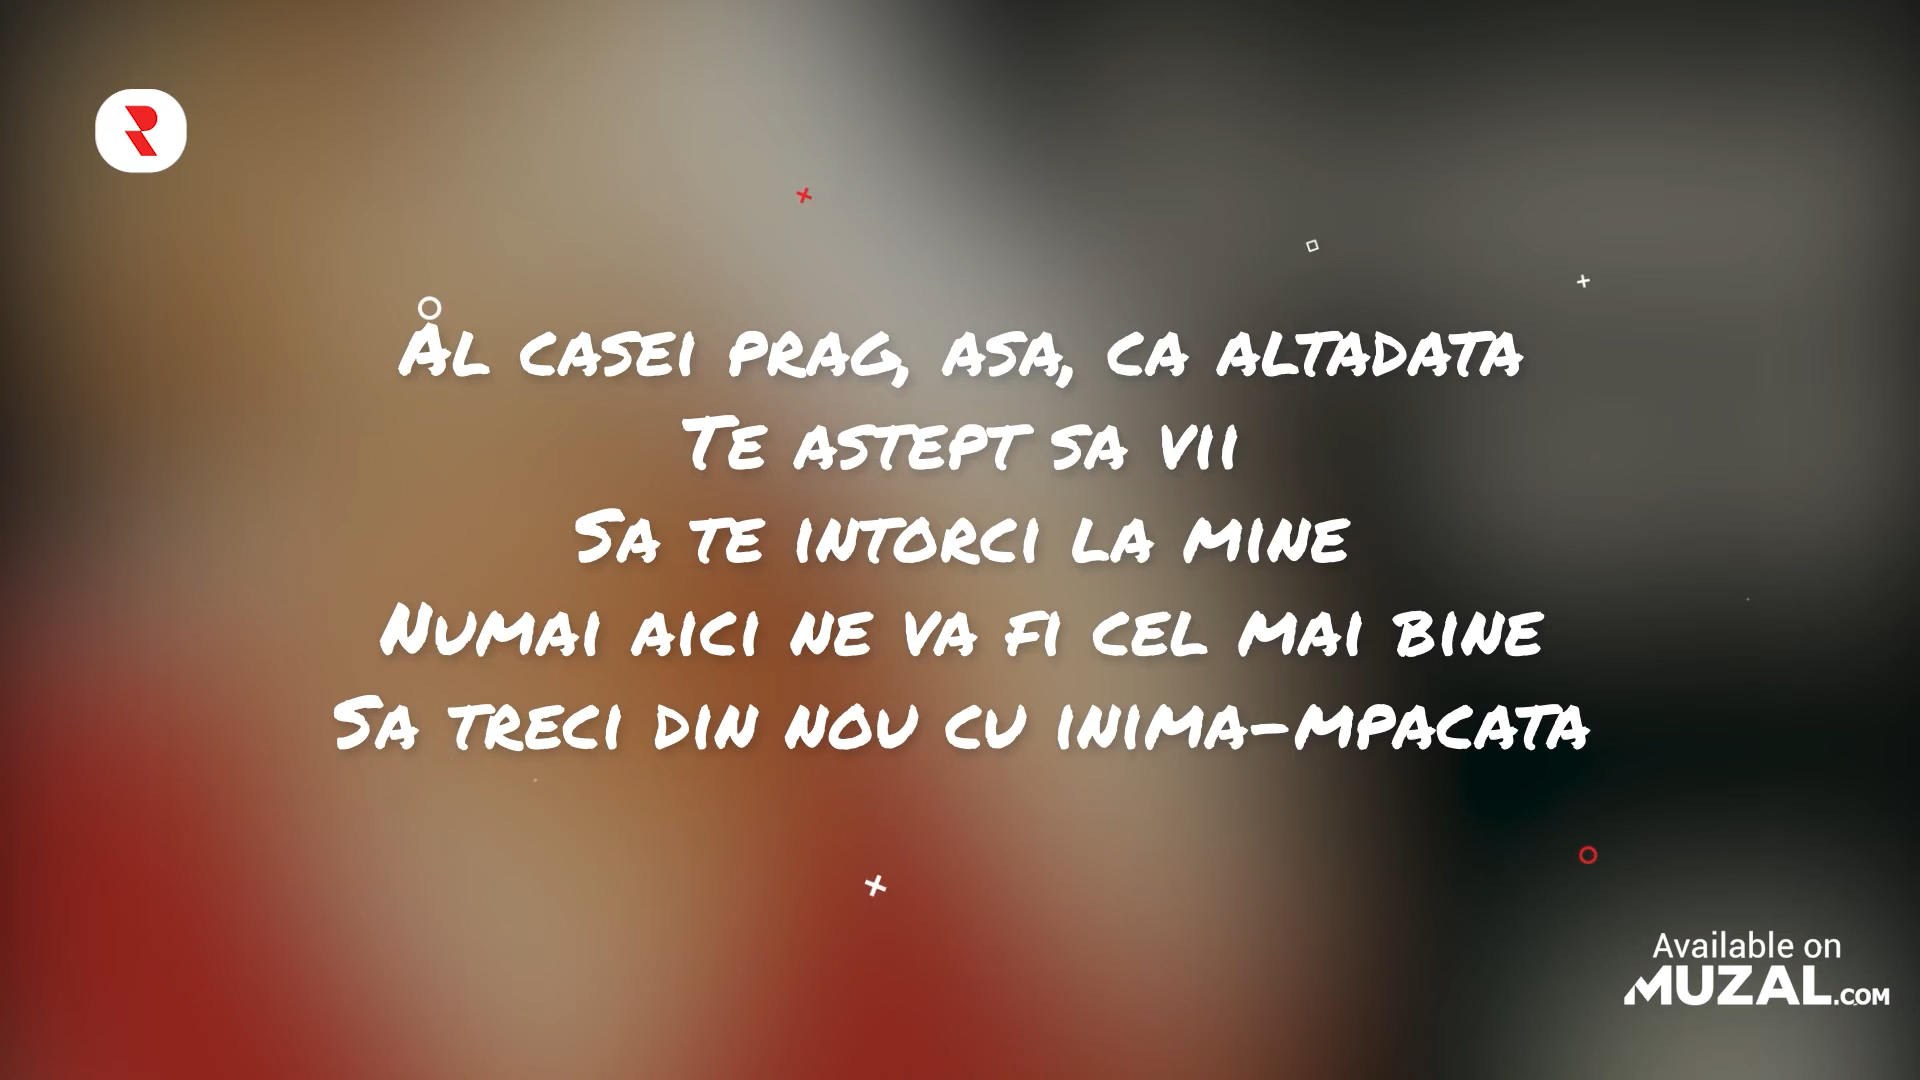 Al casei prag, asa, ca altadata
Te astept sa vii
Sa te intorci la mine
Numai aici ne va fi cel mai bine
Sa treci din nou cu inima-mpacata
Available on
MUZAL.COM